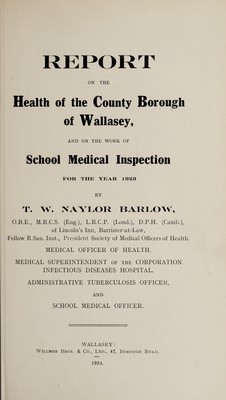 REPORT
ON THE
Health of the County Borough
of Wallasey,
AND ON THE WORK OF
School Medical Inspection
FOR THE YEAR 1923
BY
T. W. NAYLOR BARLOW,
O.B.E., M.R.C.S. (Eng.), L.R.C.P. (Lond.), D.P.H. (Camb.),
of Lincoln's Inn, Barrister-at-Law,
Fellow R.San. Inst., President Society of Medical Officers of Health.
MEDICAL OFFICER OF HEALTH.
MEDICAL SUPERINTENDENT OF THE CORPORATION
INFECTIOUS DISEASES HOSPITAL.
ADMINISTRATIVE TUBERCULOSIS OFFICER,
AND
SCHOOL MEDICAL OFFICER.
WALLASEY:
Willmer Bros. & Co., Ltd., 47, Borough Road.
1924.